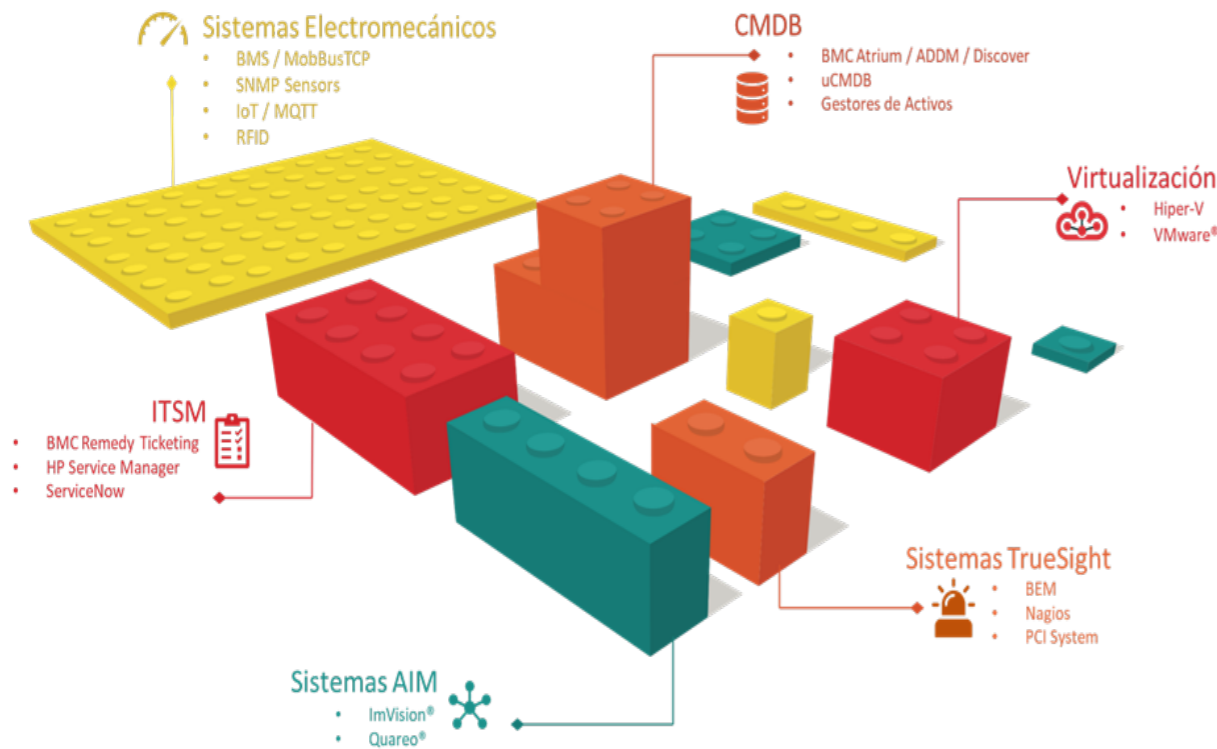 Sistemas Electromecánicos
• BMS / MobBusTCP
• SNMP Sensors
• IoT / MQTT
• RFID
CMDB
• BMC Atrium / ADDM / Discover
• uCMDB
• Gestores de Activos
Virtualización
• Hiper-V
• VMware®
ITSM
• BMC Remedy Ticketing
• HP Service Manager
• ServiceNow
Sistemas TrueSight
• BEM
• Nagios
• PCI System
Sistemas AIM
• ImVision®
• Quareo®